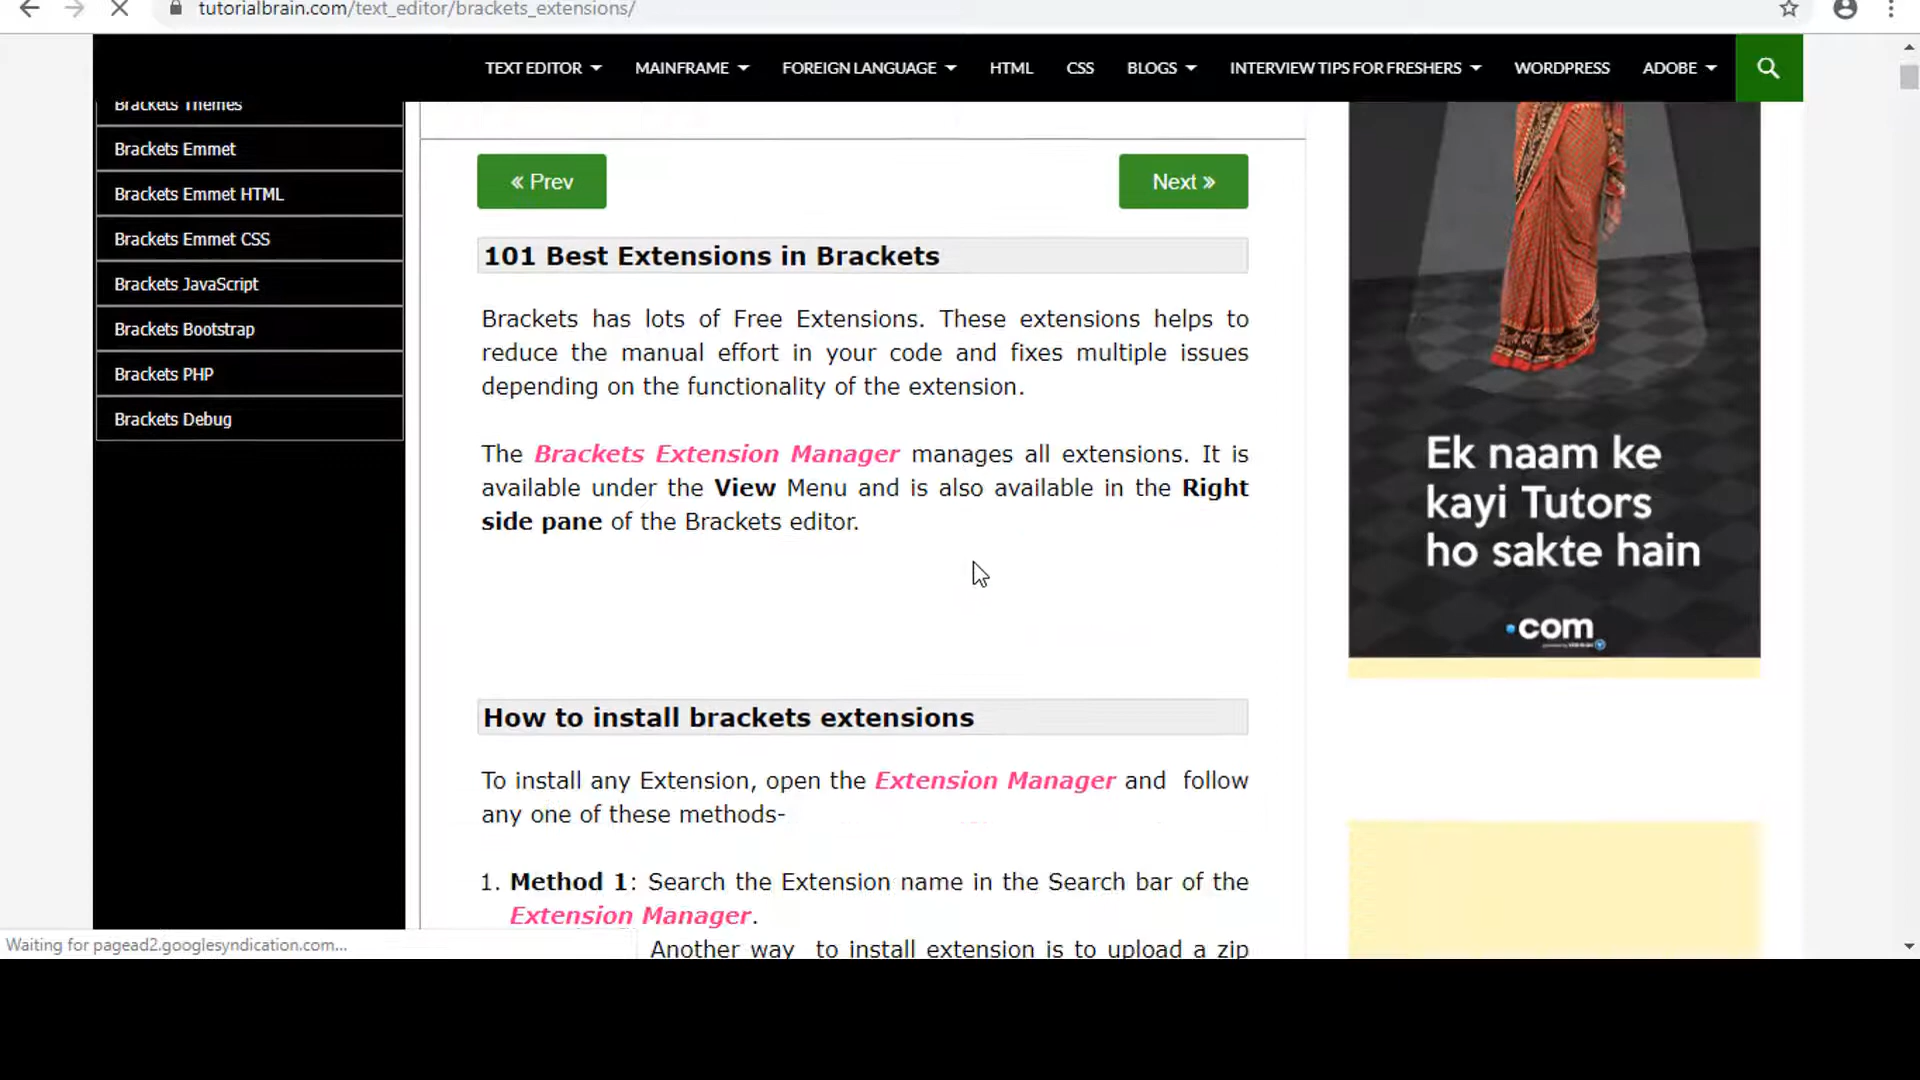 tutorialbrain.com/text_editor/brackets_extensions/
TEXT EDITOR
MAINFRAME
FOREIGN LANGUAGE
HTML
CSS
BLOGS
INTERVIEW TIPS FOR FRESHERS
WORDPRESS
ADOBE
Brackets Themes
Brackets Emmet
Brackets Emmet HTML
Brackets Emmet CSS
Brackets JavaScript
Brackets Bootstrap
Brackets PHP
Brackets Debug
« Prev
Next »
101 Best Extensions in Brackets
Brackets has lots of Free Extensions. These extensions helps to
reduce the manual effort in your code and fixes multiple issues
depending on the functionality of the extension.
The Brackets Extension Manager manages all extensions. It is
available under the View Menu and is also available in the Right
side pane of the Brackets editor.
How to install brackets extensions
To install any Extension, open the Extension Manager and follow
any one of these methods-
1. Method 1: Search the Extension name in the Search bar of the
Extension Manager.
Another way to install extension is to upload a zip
Ek naam ke
kayi Tutors
ho sakte hain
.com
Waiting for pagead2.googlesyndication.com...